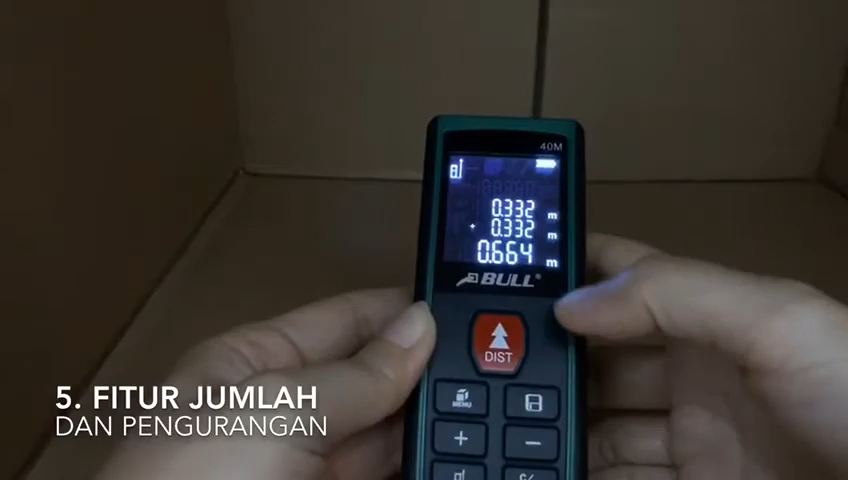 40M
0.332 m
+ 0.332 m
0.664 m
BULL®
DIST
MENU
+ −
5. FITUR JUMLAH
DAN PENGURANGAN